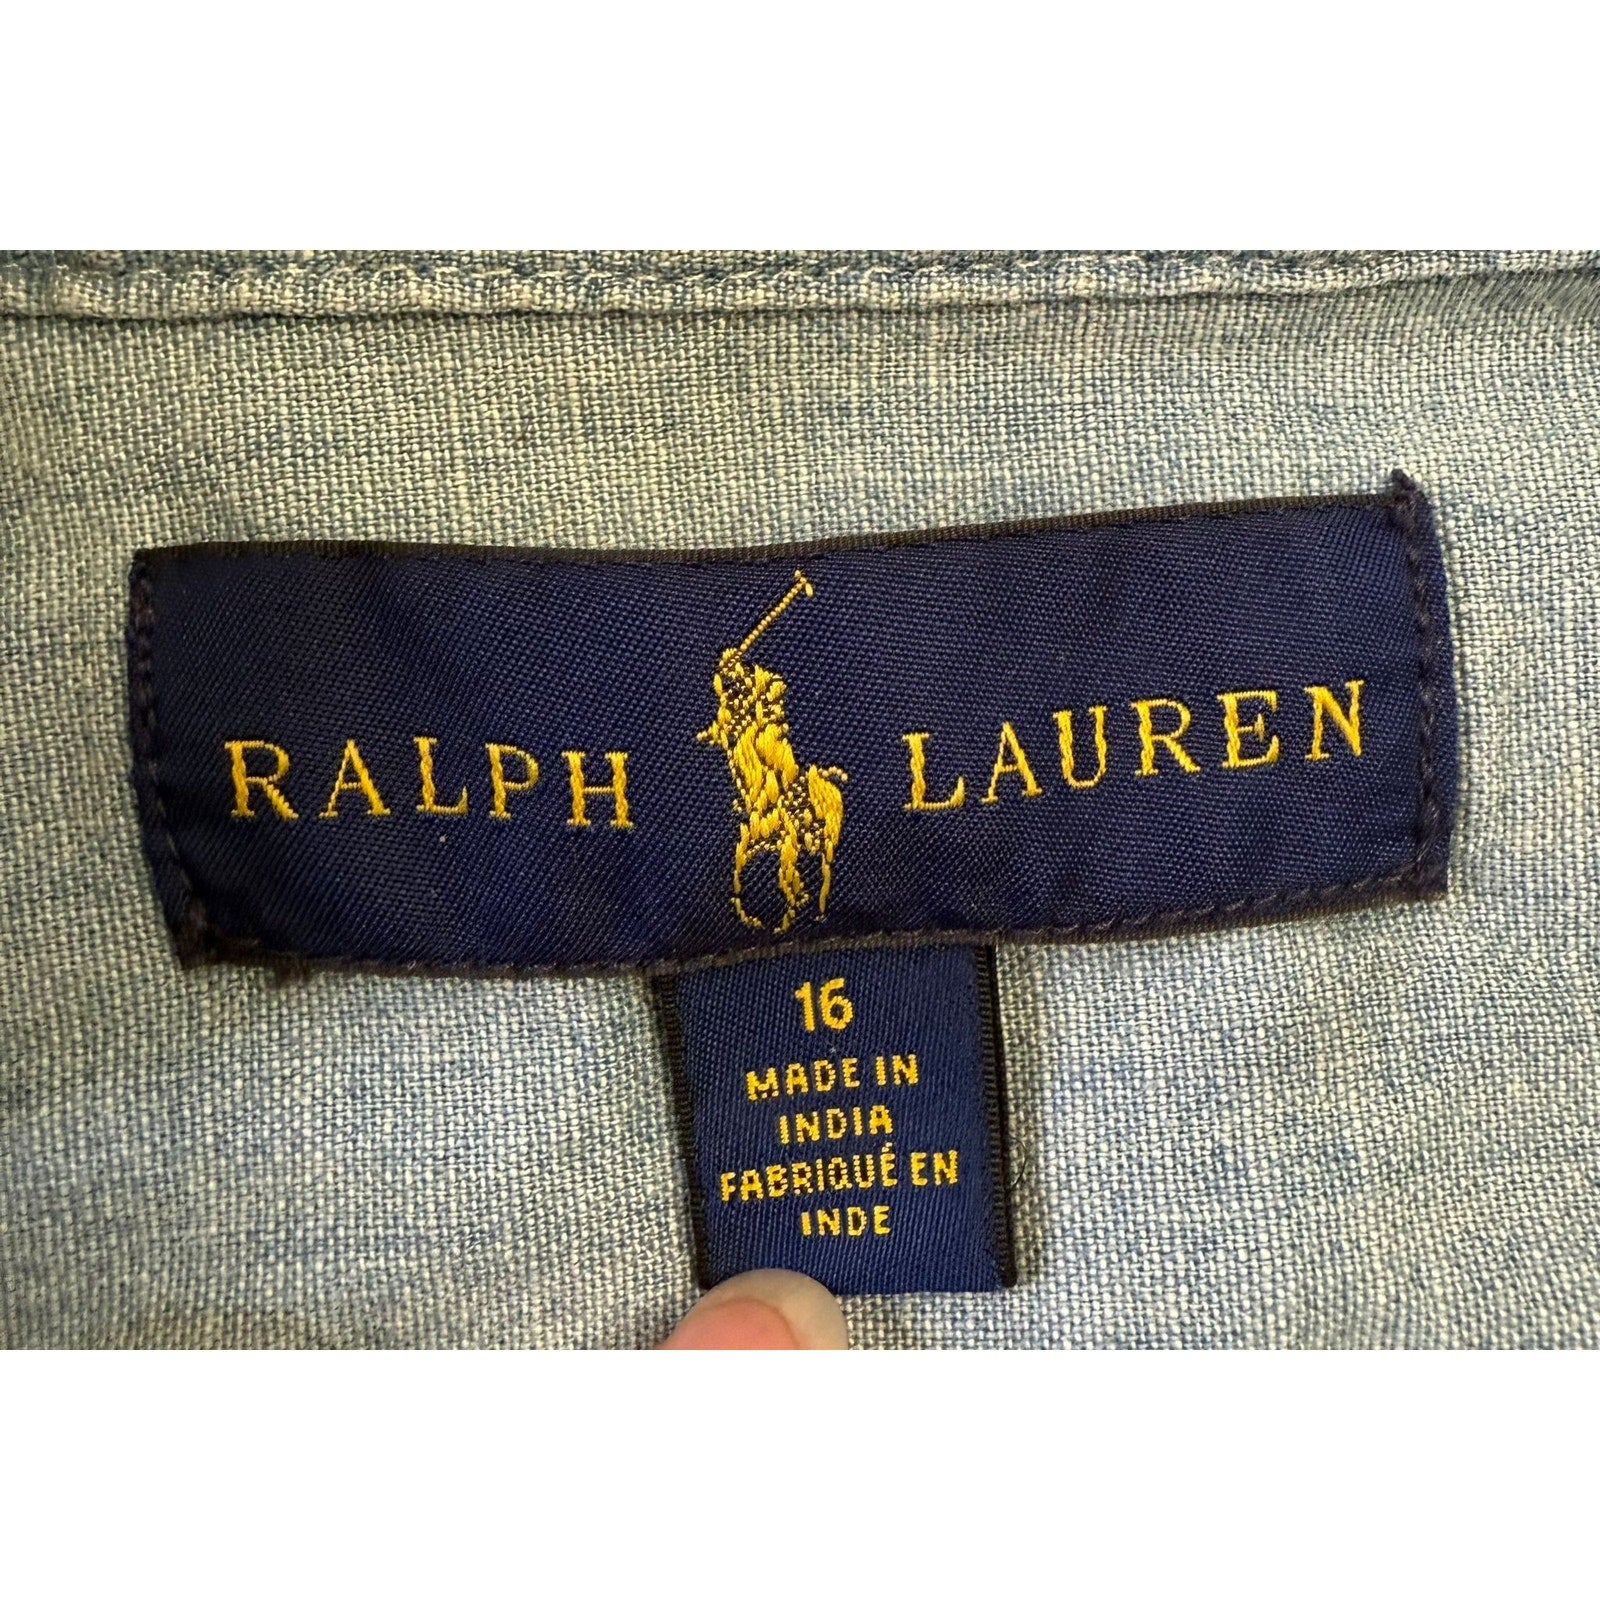 RALPH LAUREN
16
MADE IN
INDIA
FABRIQUÉ EN
INDE